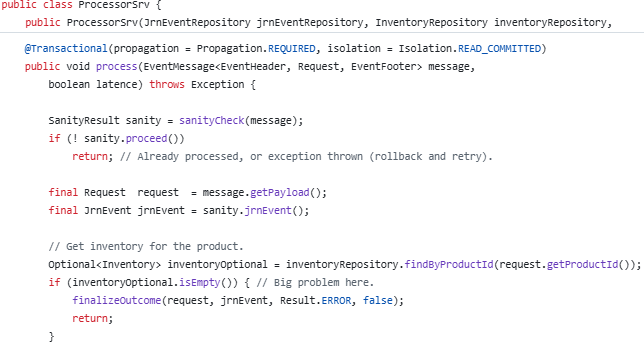 public class ProcessorSrv {
public ProcessorSrv(JrnEventRepository jrnEventRepository, InventoryRepository inventoryRepository,
@Transactional(propagation = Propagation.REQUIRED, isolation = Isolation.READ_COMMITTED)
public void process(EventMessage<EventHeader, Request, EventFooter> message,
boolean latence) throws Exception {
SanityResult sanity = sanityCheck(message);
if (! sanity.proceed())
return; // Already processed, or exception thrown (rollback and retry).
final Request request = message.getPayload();
final JrnEvent jrnEvent = sanity.jrnEvent();
// Get inventory for the product.
Optional<Inventory> inventoryOptional = inventoryRepository.findByProductId(request.getProductId());
if (inventoryOptional.isEmpty()) { // Big problem here.
finalizeOutcome(request, jrnEvent, Result.ERROR, false);
return;
}